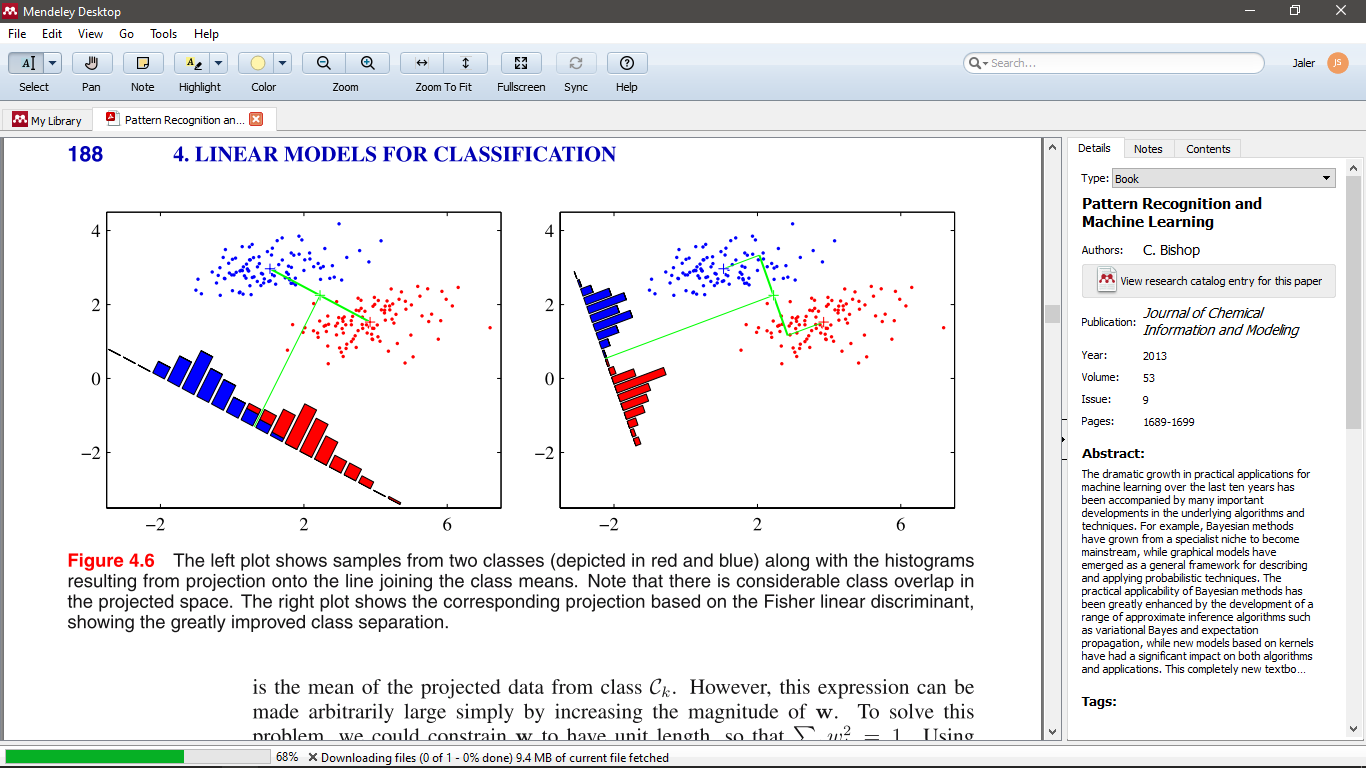 Mendeley Desktop
File Edit View Go Tools Help
Search...
Jaler JS
Select Pan Note Highlight Color Zoom Zoom To Fit Fullscreen Sync Help
My Library Pattern Recognition an...
188 4. LINEAR MODELS FOR CLASSIFICATION
4
2
0
−2
−2 2 6
4
2
0
−2
−2 2 6
Figure 4.6 The left plot shows samples from two classes (depicted in red and blue) along with the histograms
resulting from projection onto the line joining the class means. Note that there is considerable class overlap in
the projected space. The right plot shows the corresponding projection based on the Fisher linear discriminant,
showing the greatly improved class separation.
is the mean of the projected data from class Cₖ. However, this expression can be
made arbitrarily large simply by increasing the magnitude of w. To solve this
problem, we could constrain w to have unit length, so that ∑ w² = 1. Using
Details Notes Contents
Type: Book
Pattern Recognition and
Machine Learning
Authors: C. Bishop
View research catalog entry for this paper
Publication: Journal of Chemical
Information and Modeling
Year: 2013
Volume: 53
Issue: 9
Pages: 1689-1699
Abstract:
The dramatic growth in practical applications for
machine learning over the last ten years has
been accompanied by many important
developments in the underlying algorithms and
techniques. For example, Bayesian methods
have grown from a specialist niche to become
mainstream, while graphical models have
emerged as a general framework for describing
and applying probabilistic techniques. The
practical applicability of Bayesian methods has
been greatly enhanced by the development of a
range of approximate inference algorithms such
as variational Bayes and expectation
propagation, while new models based on kernels
have had a significant impact on both algorithms
and applications. This completely new textbo...
Tags:
68% Downloading files (0 of 1 - 0% done) 9.4 MB of current file fetched